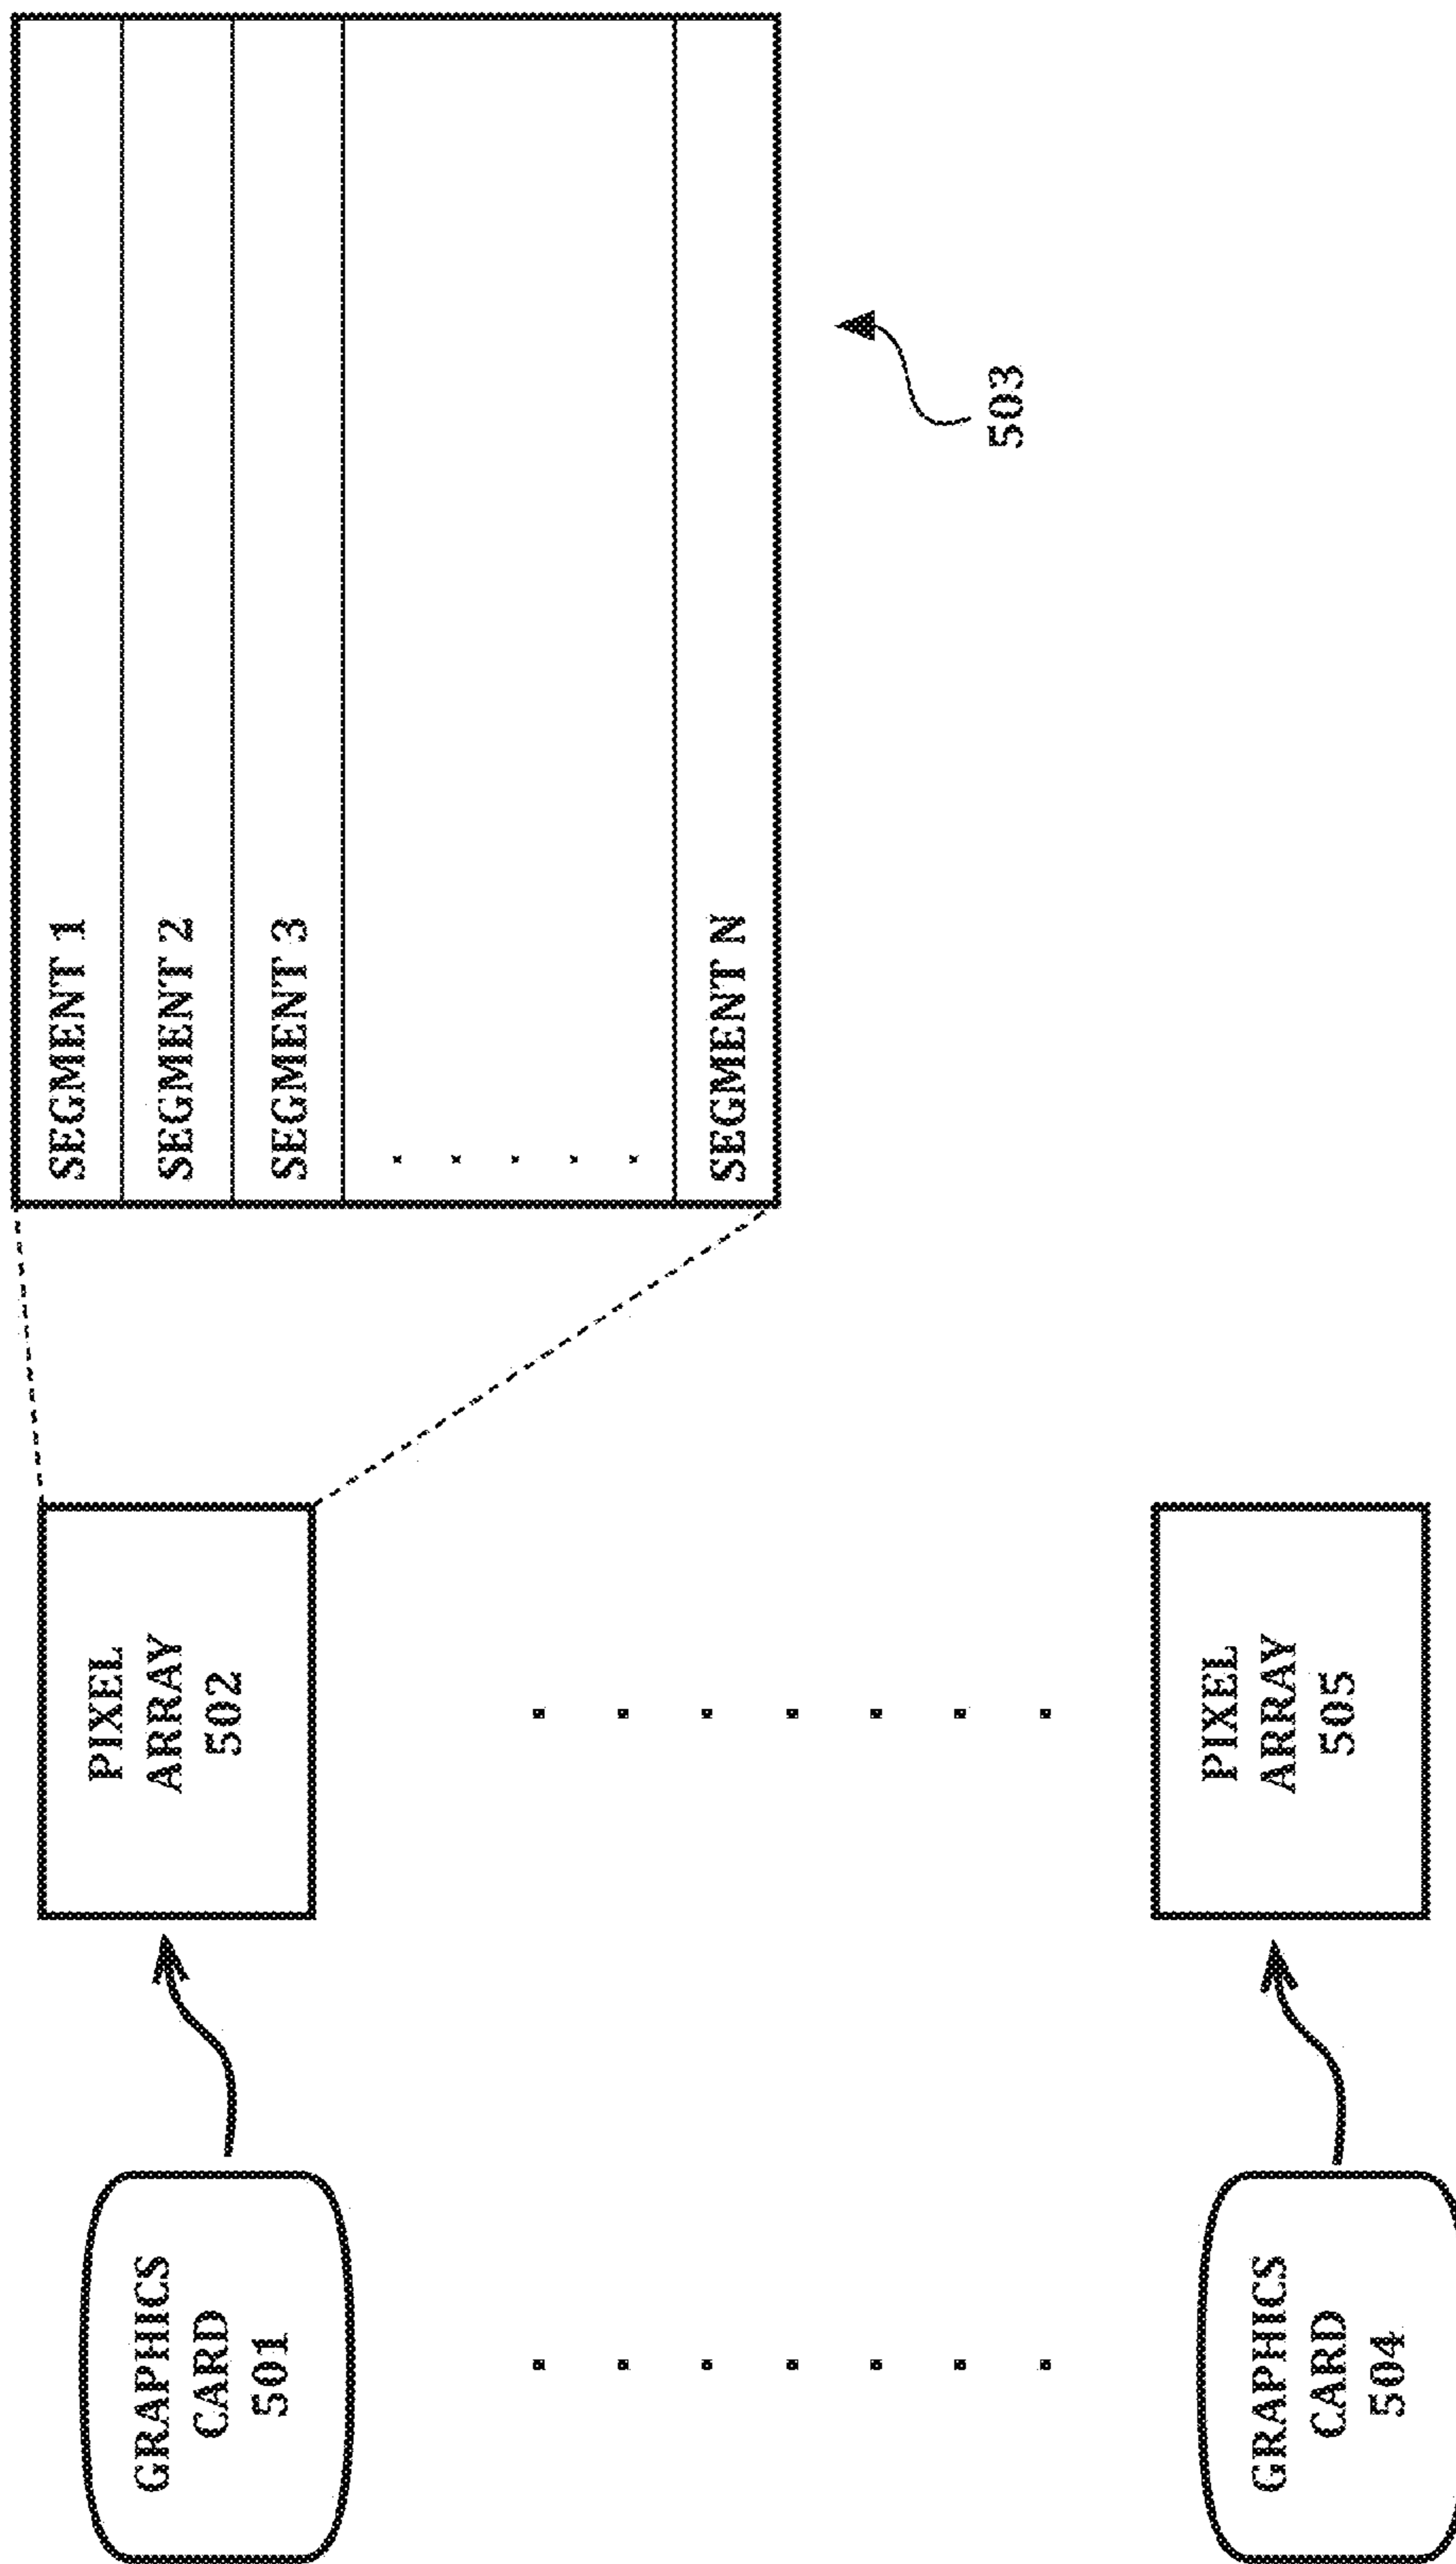 GRAPHICS
CARD
501
PIXEL
ARRAY
502
SEGMENT 1
SEGMENT 2
SEGMENT 3
SEGMENT N
503
GRAPHICS
CARD
504
PIXEL
ARRAY
505